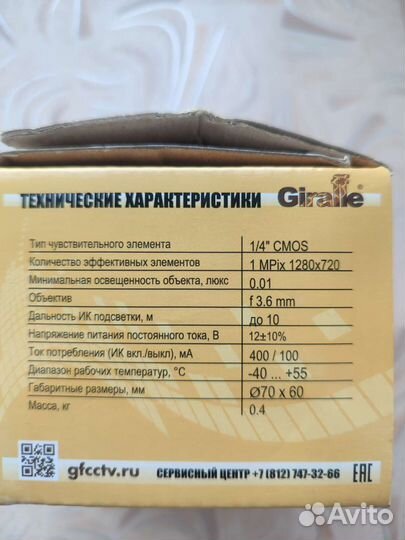 ТЕХНИЧЕСКИЕ ХАРАКТЕРИСТИКИ Giraffe
Тип чувствительного элемента 1/4" CMOS
Количество эффективных элементов 1 MPix 1280x720
Минимальная освещенность объекта, люкс 0.01
Объектив f 3.6 mm
Дальность ИК подсветки, м до 10
Напряжение питания постоянного тока, В 12±10%
Ток потребления (ИК вкл./выкл), мА 400 / 100
Диапазон рабочих температур, °С -40 ... +55
Габаритные размеры, мм Ø70 x 60
Масса, кг 0.4
gfcctv.ru СЕРВИСНЫЙ ЦЕНТР +7 (812) 747-32-66 EAC
Avito